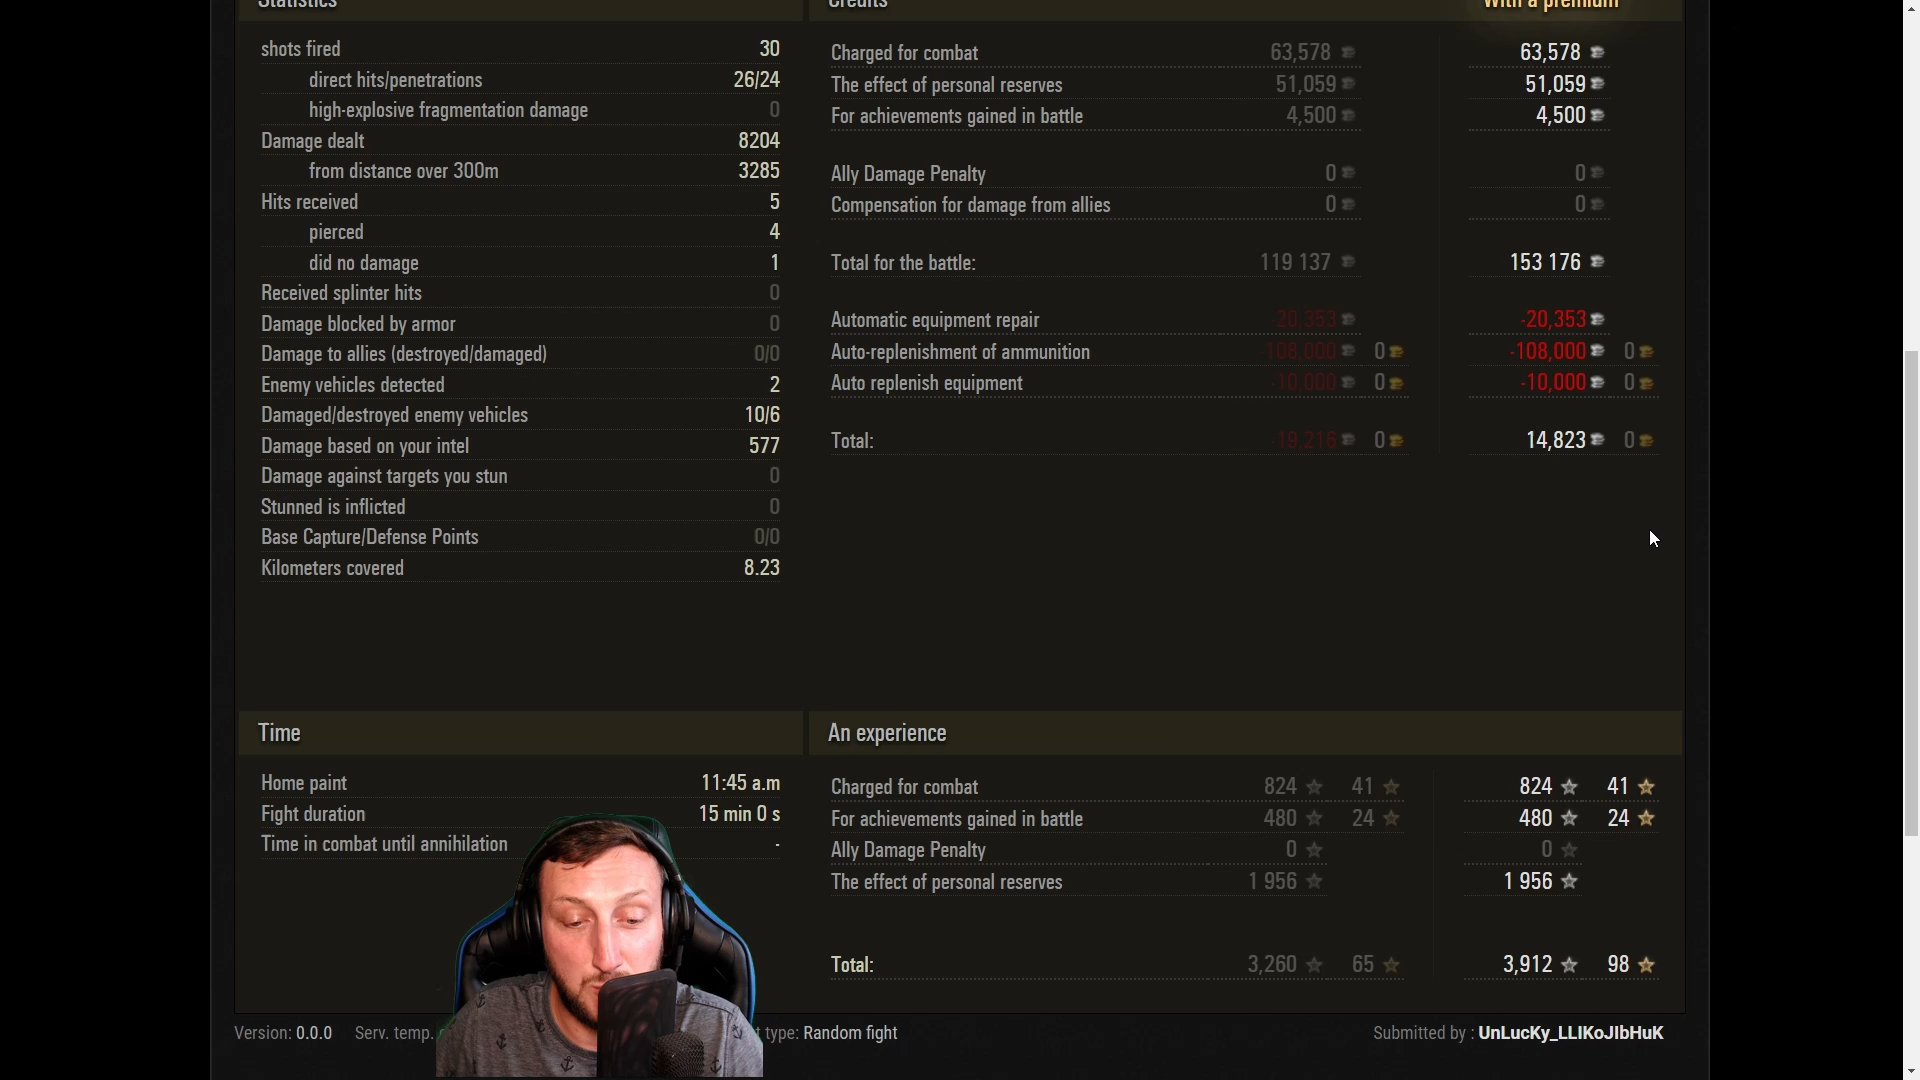 Statistics
shots fired 30
direct hits/penetrations 26/24
high-explosive fragmentation damage 0
Damage dealt 8204
from distance over 300m 3285
Hits received 5
pierced 4
did no damage 1
Received splinter hits 0
Damage blocked by armor 0
Damage to allies (destroyed/damaged) 0/0
Enemy vehicles detected 2
Damaged/destroyed enemy vehicles 10/6
Damage based on your intel 577
Damage against targets you stun 0
Stunned is inflicted 0
Base Capture/Defense Points 0/0
Kilometers covered 8.23
Credits With a premium
Charged for combat 63,578 63,578
The effect of personal reserves 51,059 51,059
For achievements gained in battle 4,500 4,500
Ally Damage Penalty 0 0
Compensation for damage from allies 0 0
Total for the battle: 119 137 153 176
Automatic equipment repair -20,353 -20,353
Auto-replenishment of ammunition -108,000 0 -108,000 0
Auto replenish equipment -10,000 0 -10,000 0
Total: -19,216 0 14,823 0
Time
Home paint 11:45 a.m
Fight duration 15 min 0 s
Time in combat until annihilation -
An experience
Charged for combat 824 41 824 41
For achievements gained in battle 480 24 480 24
Ally Damage Penalty 0 0
The effect of personal reserves 1 956 1 956
Total: 3,260 65 3,912 98
Version: 0.0.0 Serv. temp. type: Random fight Submitted by : UnLucKy_LLIKoJIbHuK